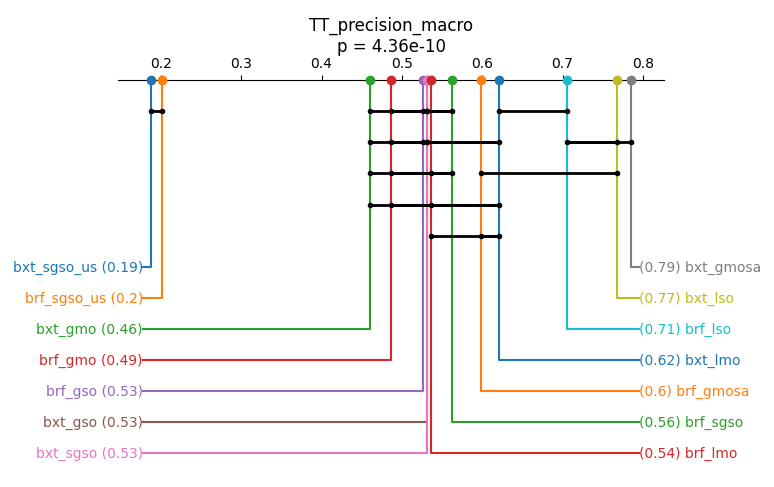 TT_precision_macro
p = 4.36e-10
0.2 0.3 0.4 0.5 0.6 0.7 0.8
bxt_sgso_us (0.19) (0.79) bxt_gmosa
brf_sgso_us (0.2) (0.77) bxt_lso
bxt_gmo (0.46) (0.71) brf_lso
brf_gmo (0.49) (0.62) bxt_lmo
brf_gso (0.53) (0.6) brf_gmosa
bxt_gso (0.53) (0.56) brf_sgso
bxt_sgso (0.53) (0.54) brf_lmo